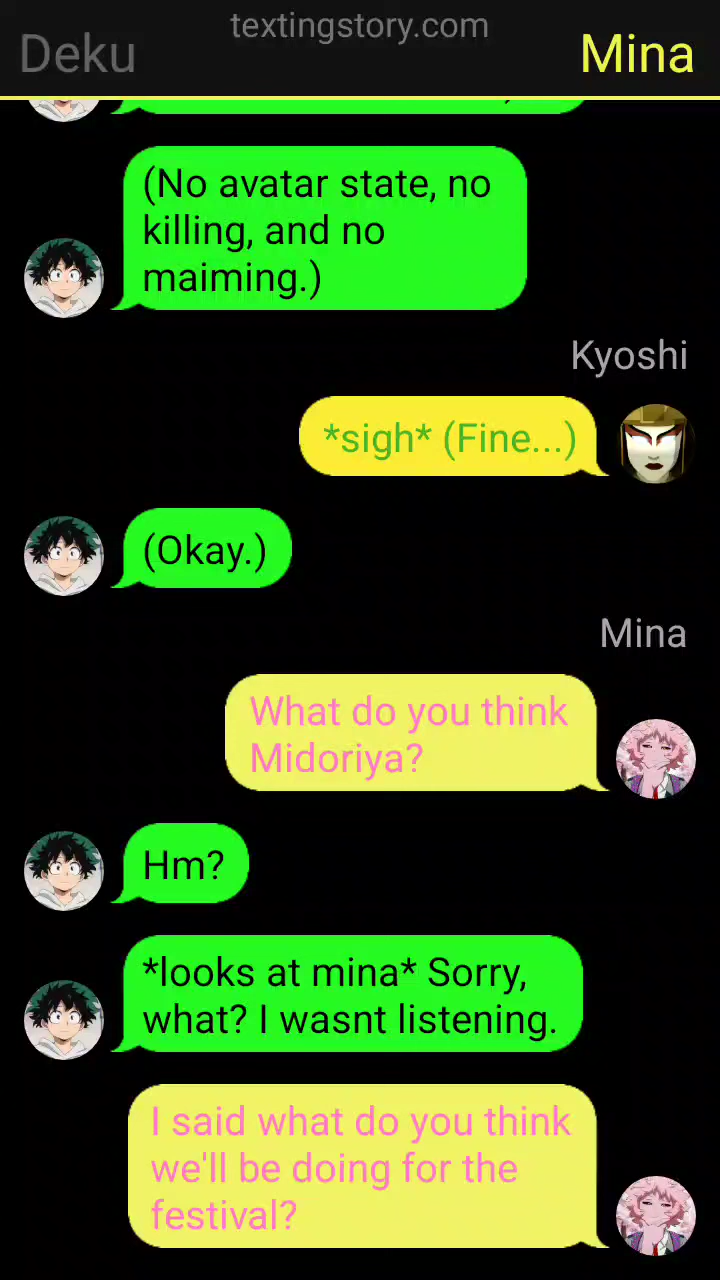 textingstory.com
Deku
Mina
(No avatar state, no
killing, and no
maiming.)
Kyoshi
*sigh* (Fine...)
(Okay.)
Mina
What do you think
Midoriya?
Hm?
*looks at mina* Sorry,
what? I wasnt listening.
I said what do you think
we'll be doing for the
festival?